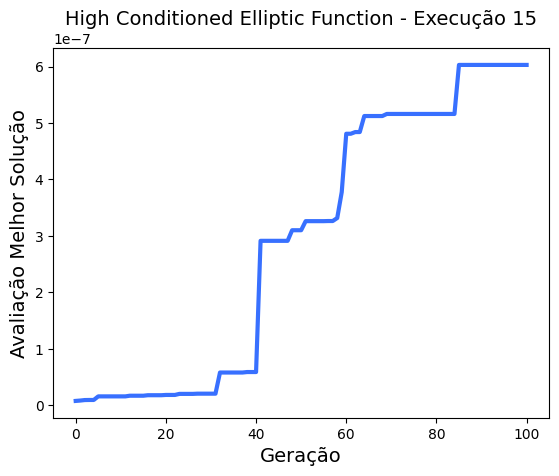 High Conditioned Elliptic Function - Execução 15
1e−7
6
5
4
3
2
1
0
Avaliação Melhor Solução
0 20 40 60 80 100
Geração